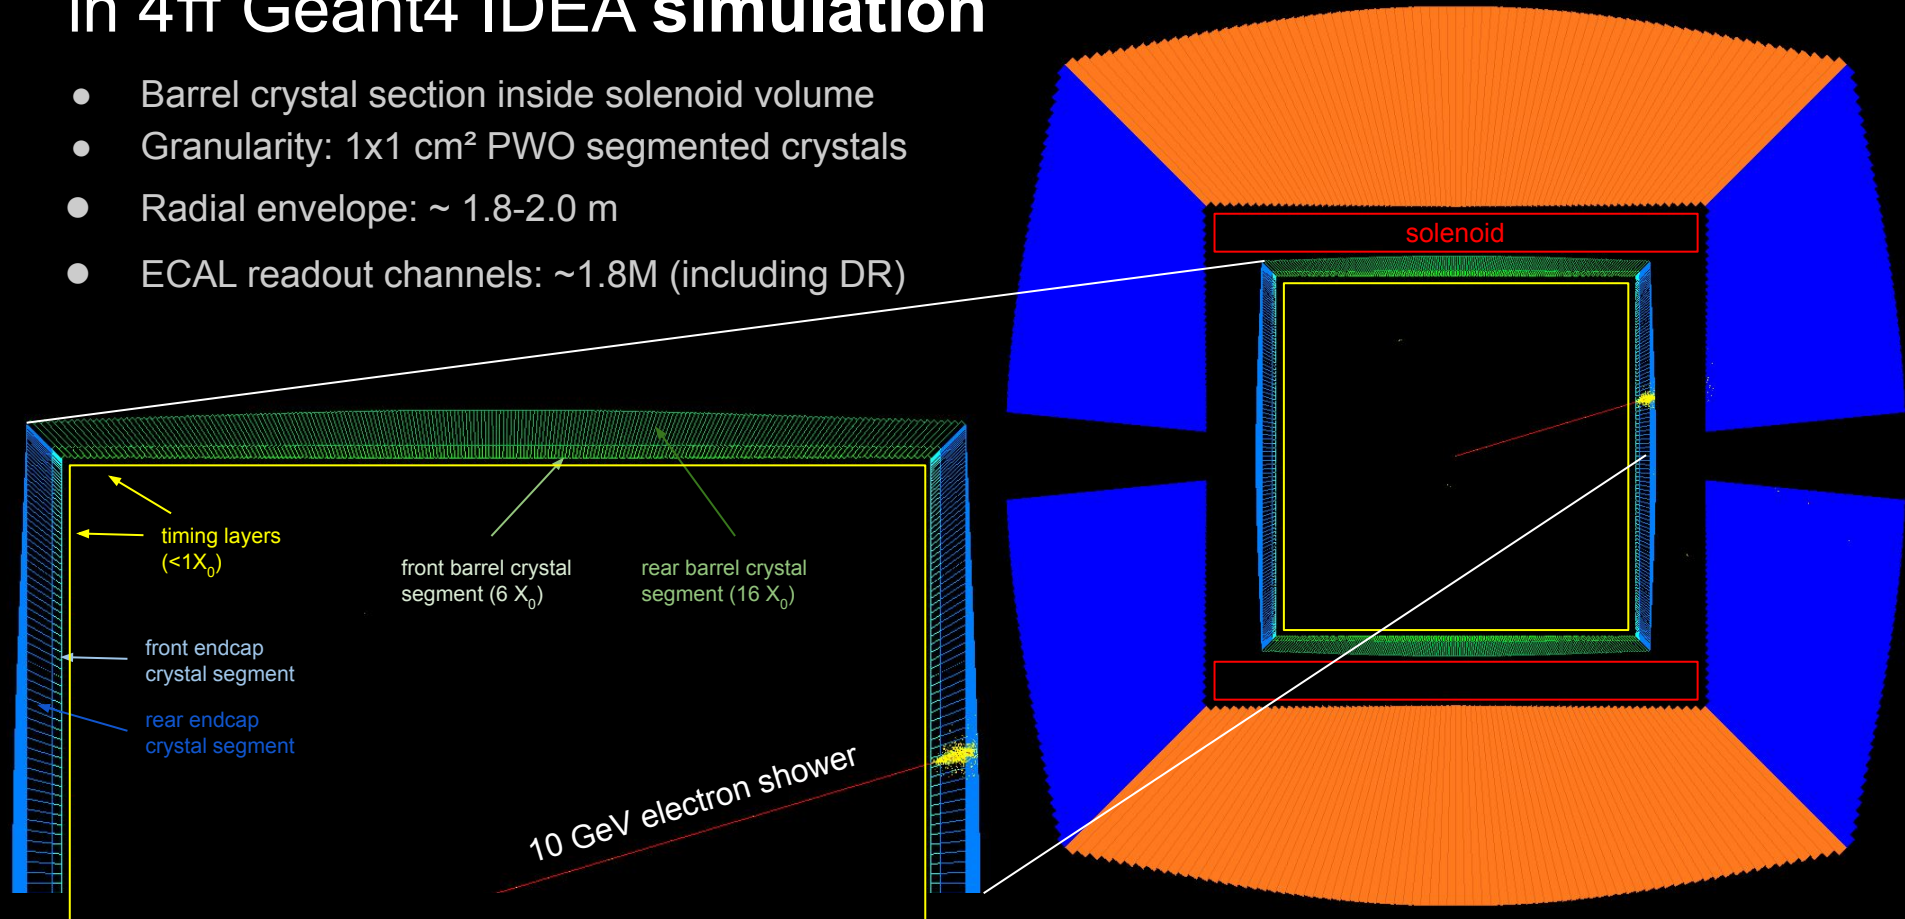 in 4π Geant4 IDEA simulation
● Barrel crystal section inside solenoid volume
● Granularity: 1x1 cm² PWO segmented crystals
● Radial envelope: ~ 1.8-2.0 m
● ECAL readout channels: ~1.8M (including DR)
solenoid
timing layers
(<1X₀)
front barrel crystal
segment (6 X₀)
rear barrel crystal
segment (16 X₀)
front endcap
crystal segment
rear endcap
crystal segment
10 GeV electron shower